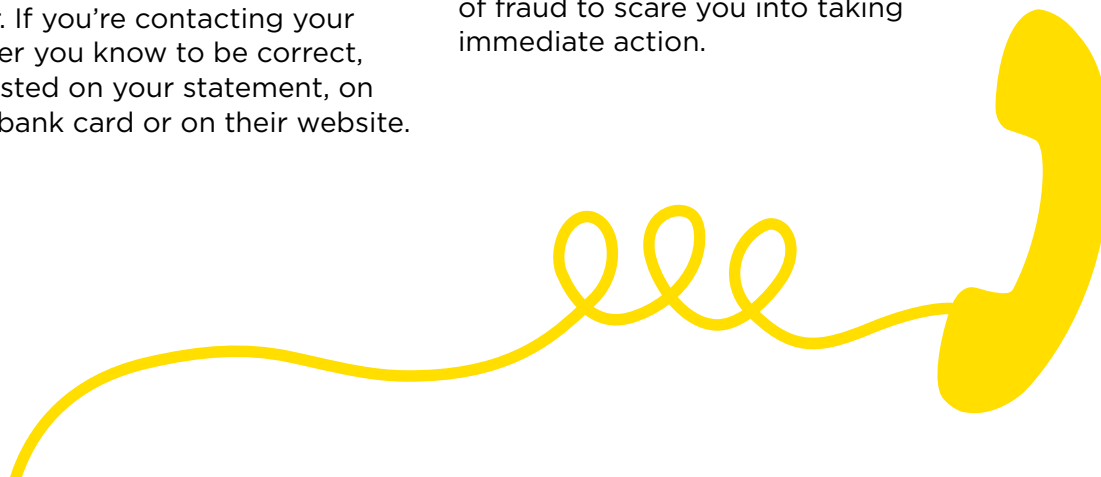 . If you’re contacting your
er you know to be correct,
sted on your statement, on
bank card or on their website.
of fraud to scare you into taking
immediate action.